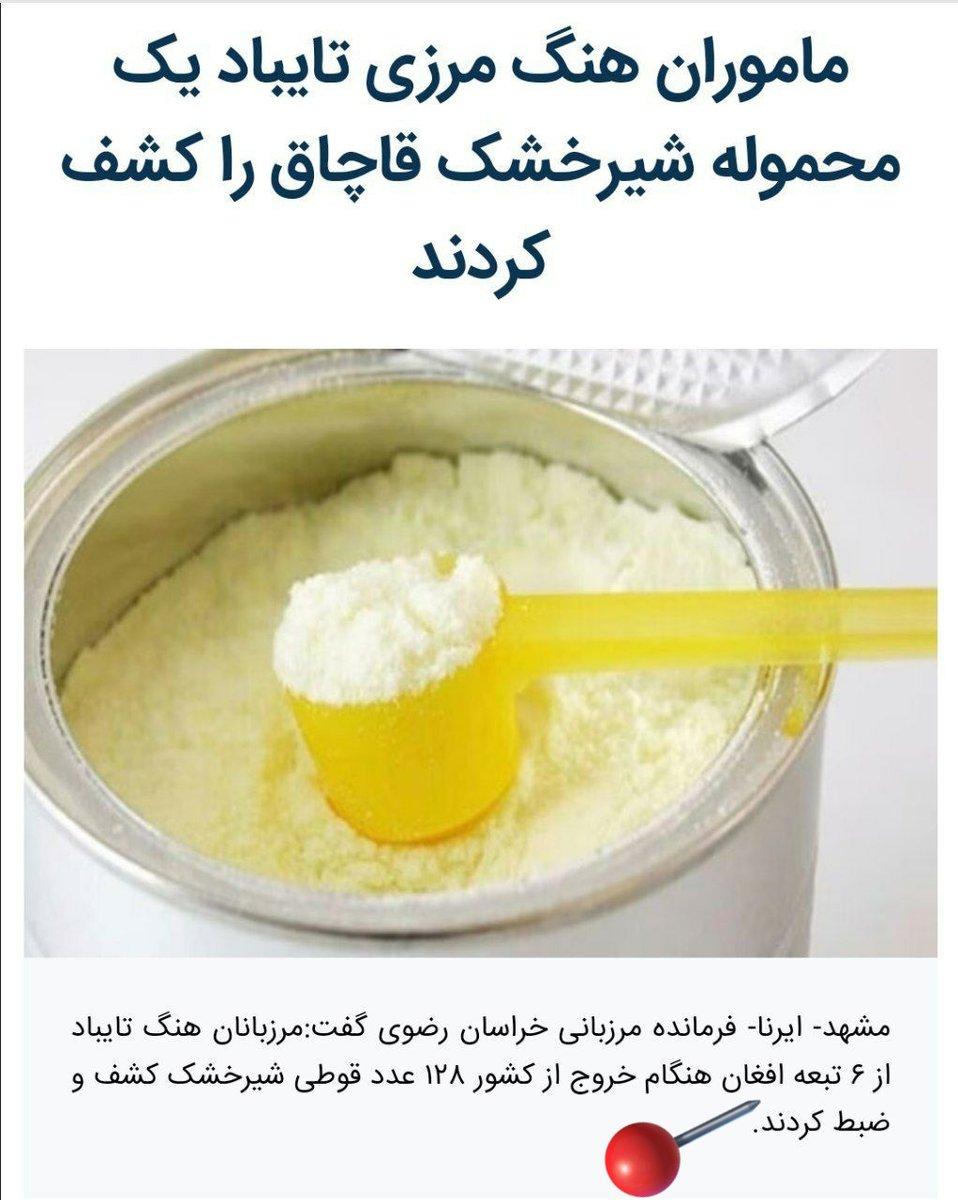 ماموران هنگ مرزی تایباد یک
محموله شیرخشک قاچاق را کشف
کردند
مشهد- ایرنا- فرمانده مرزبانی خراسان رضوی گفت:مرزبانان هنگ تایباد
از ۶ تبعه افغان هنگام خروج از کشور ۱۲۸ عدد قوطی شیرخشک کشف و
ضبط کردند.